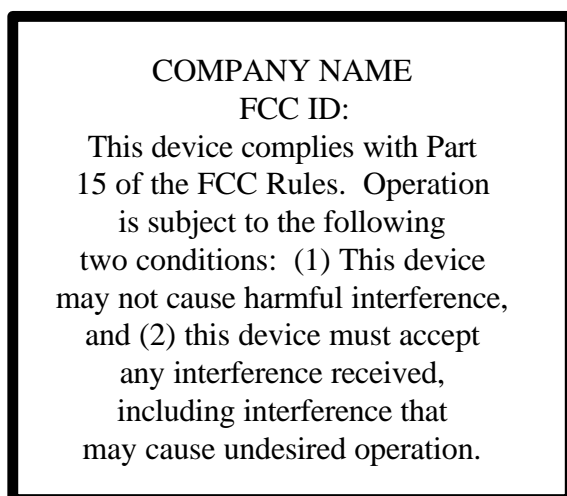 COMPANY NAME
FCC ID:
This device complies with Part
15 of the FCC Rules.  Operation
is subject to the following
two conditions:  (1) This device
may not cause harmful interference,
and (2) this device must accept
any interference received,
including interference that
may cause undesired operation.